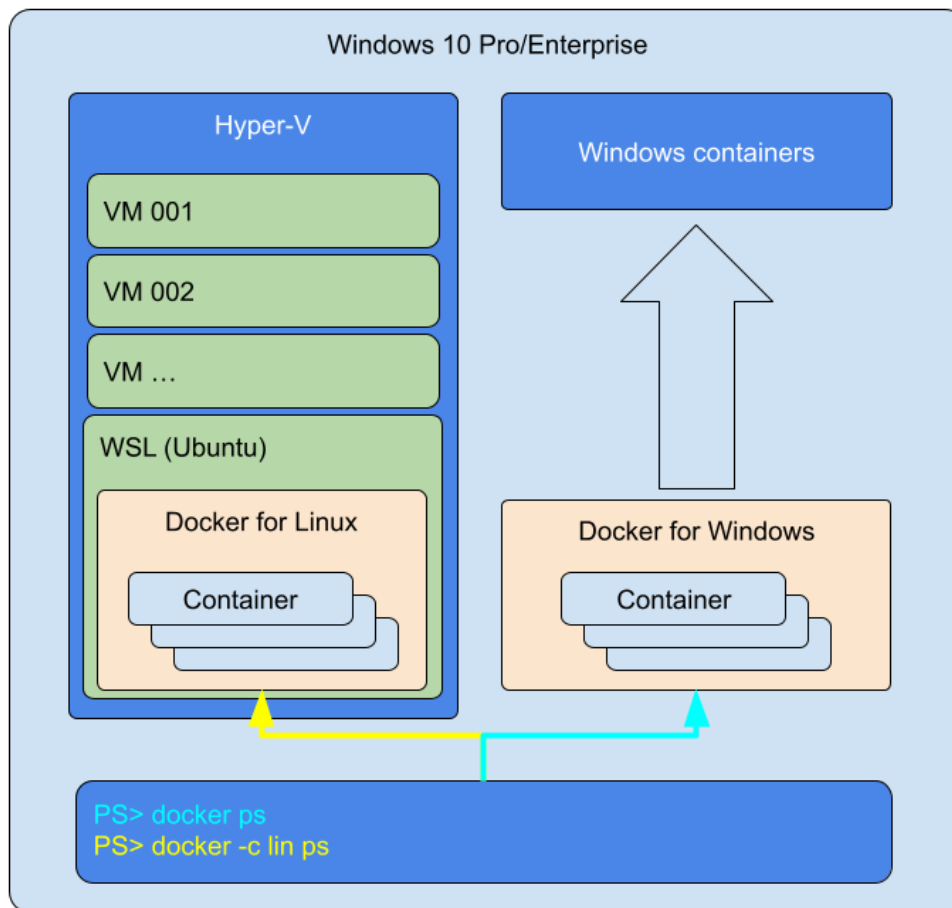 Windows 10 Pro/Enterprise
Hyper-V
VM 001
VM 002
VM …
WSL (Ubuntu)
Docker for Linux
Container
Windows containers
Docker for Windows
Container
PS> docker ps
PS> docker -c lin ps